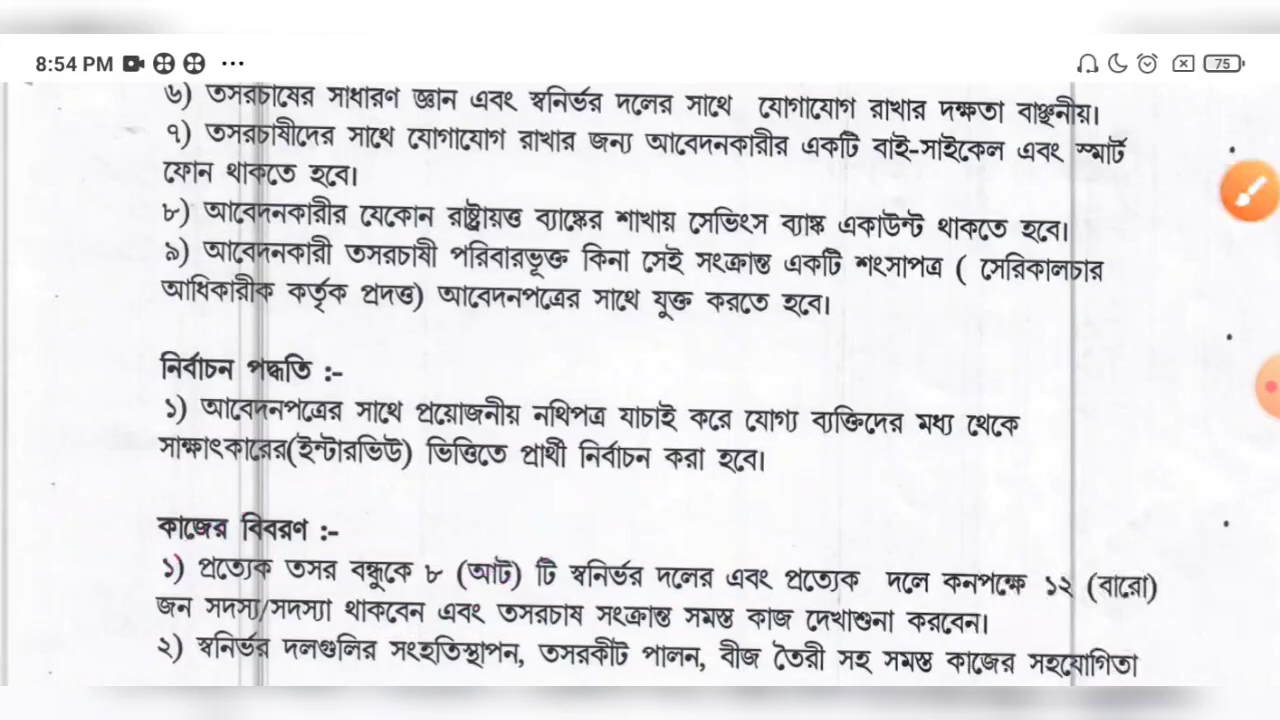 8:54 PM ...
75
৬) তসরচাষের সাধারণ জ্ঞান এবং স্বনির্ভর দলের সাথে যোগাযোগ রাখার দক্ষতা বাঞ্ছনীয়।
৭) তসরচাষীদের সাথে যোগাযোগ রাখার জন্য আবেদনকারীর একটি বাই-সাইকেল এবং স্মার্ট
ফোন থাকতে হবে।
৮) আবেদনকারীর যেকোন রাষ্ট্রায়ত্ত ব্যাঙ্কের শাখায় সেভিংস ব্যাঙ্ক একাউন্ট থাকতে হবে।
৯) আবেদনকারী তসরচাষী পরিবারভূক্ত কিনা সেই সংক্রান্ত একটি শংসাপত্র ( সেরিকালচার
আধিকারীক কর্তৃক প্রদত্ত) আবেদনপত্রের সাথে যুক্ত করতে হবে।
নির্বাচন পদ্ধতি :-
১) আবেদনপত্রের সাথে প্রয়োজনীয় নথিপত্র যাচাই করে যোগ্য ব্যক্তিদের মধ্য থেকে
সাক্ষাৎকারের(ইন্টারভিউ) ভিত্তিতে প্রার্থী নির্বাচন করা হবে।
কাজের বিবরণ :-
১) প্রত্যেক তসর বন্ধুকে ৮ (আট) টি স্বনির্ভর দলের এবং প্রত্যেক দলে কনপক্ষে ১২ (বারো)
জন সদস্য/সদস্যা থাকবেন এবং তসরচাষ সংক্রান্ত সমস্ত কাজ দেখাশুনা করবেন।
২) স্বনির্ভর দলগুলির সংহতিস্থাপন, তসরকীট পালন, বীজ তৈরী সহ সমস্ত কাজের সহযোগিতা